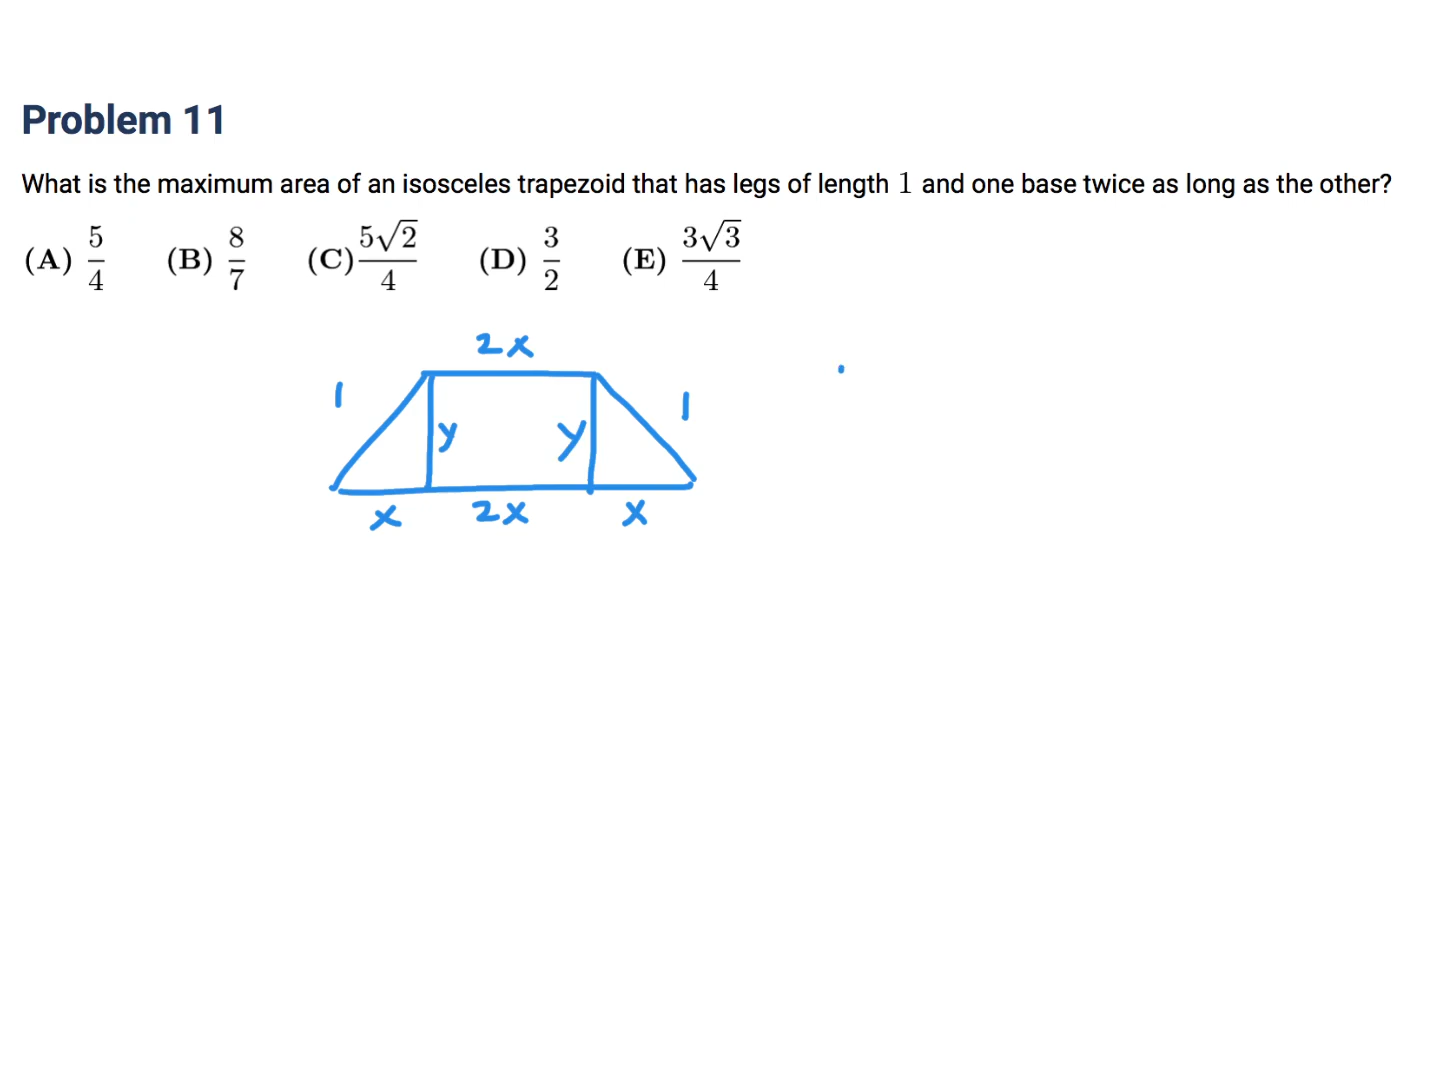 Problem 11
What is the maximum area of an isosceles trapezoid that has legs of length 1 and one base twice as long as the other?
(A) 5/4 (B) 8/7 (C) 5√2/4 (D) 3/2 (E) 3√3/4
2x
1 1
y y
x 2x x